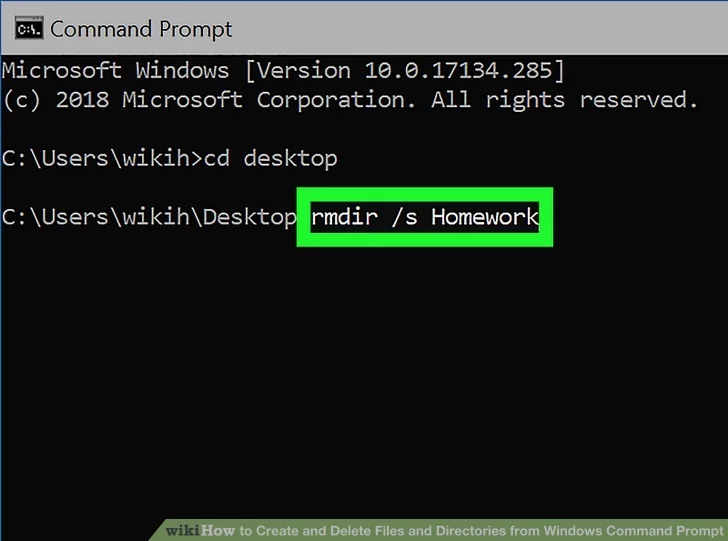 Command Prompt
Microsoft Windows [Version 10.0.17134.285]
(c) 2018 Microsoft Corporation. All rights reserved.
C:\Users\wikih>cd desktop
C:\Users\wikih\Desktop rmdir /s Homework
wikiHow to Create and Delete Files and Directories from Windows Command Prompt